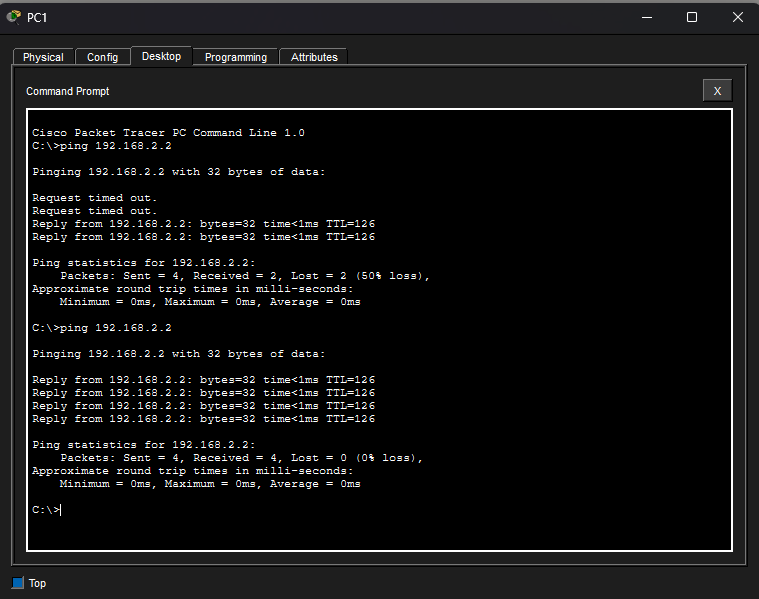 PC1
Physical Config Desktop Programming Attributes
Command Prompt
X
Cisco Packet Tracer PC Command Line 1.0
C:\>ping 192.168.2.2
Pinging 192.168.2.2 with 32 bytes of data:
Request timed out.
Request timed out.
Reply from 192.168.2.2: bytes=32 time<1ms TTL=126
Reply from 192.168.2.2: bytes=32 time<1ms TTL=126
Ping statistics for 192.168.2.2:
Packets: Sent = 4, Received = 2, Lost = 2 (50% loss),
Approximate round trip times in milli-seconds:
Minimum = 0ms, Maximum = 0ms, Average = 0ms
C:\>ping 192.168.2.2
Pinging 192.168.2.2 with 32 bytes of data:
Reply from 192.168.2.2: bytes=32 time<1ms TTL=126
Reply from 192.168.2.2: bytes=32 time<1ms TTL=126
Reply from 192.168.2.2: bytes=32 time<1ms TTL=126
Reply from 192.168.2.2: bytes=32 time<1ms TTL=126
Ping statistics for 192.168.2.2:
Packets: Sent = 4, Received = 4, Lost = 0 (0% loss),
Approximate round trip times in milli-seconds:
Minimum = 0ms, Maximum = 0ms, Average = 0ms
C:\>
Top